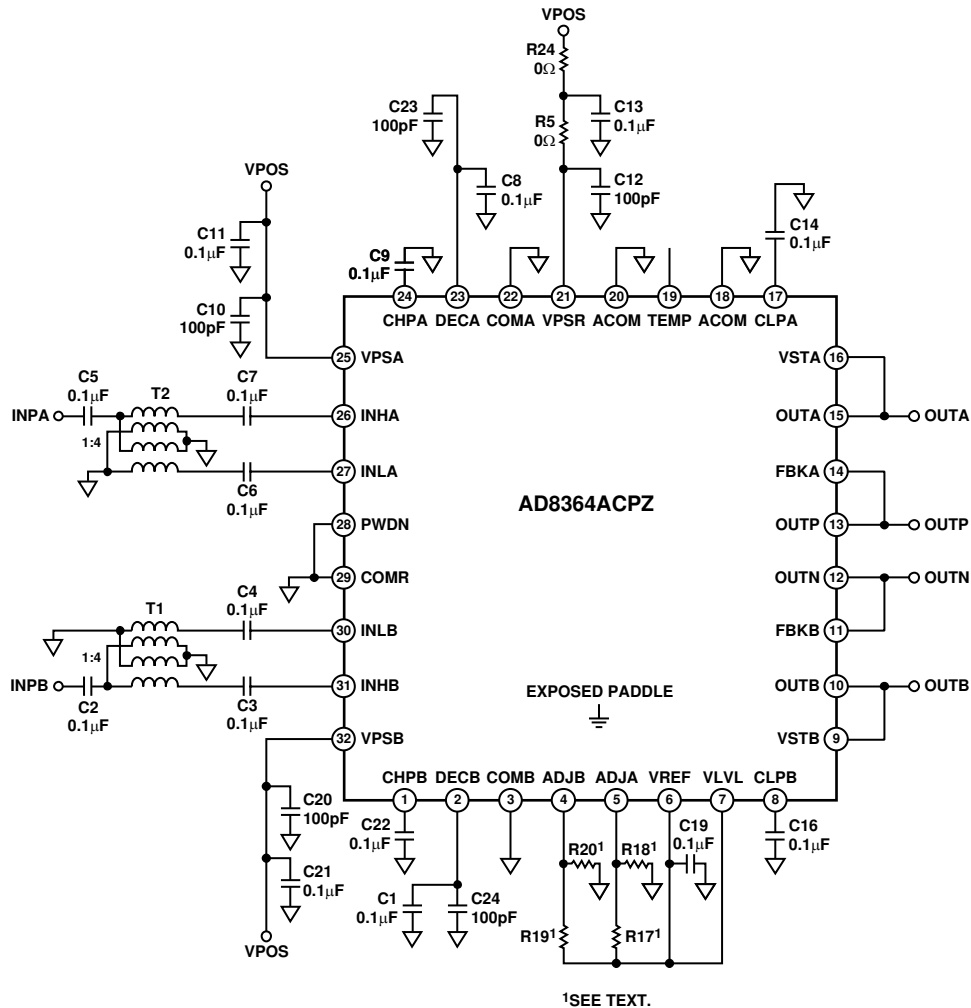 VPOS
R24
0Ω
C23
100pF
C13
0.1µF
R5
0Ω
VPOS
C8
0.1µF
C12
100pF
C11
0.1µF
C14
0.1µF
C9
0.1µF
C10
100pF
24 23 22 21 20 19 18 17
CHPA DECA COMA VPSR ACOM TEMP ACOM CLPA
25 VPSA
VSTA 16
C5
0.1µF
T2
C7
0.1µF
INPA
26 INHA
OUTA 15
OUTA
1:4
27 INLA
FBKA 14
C6
0.1µF
AD8364ACPZ
28 PWDN
OUTP 13
OUTP
29 COMR
OUTN 12
OUTN
C4
0.1µF
T1
30 INLB
FBKB 11
1:4
INPB
31 INHB
EXPOSED PADDLE
OUTB 10
OUTB
C2
0.1µF
C3
0.1µF
32 VPSB
VSTB 9
CHPB DECB COMB ADJB ADJA VREF VLVL CLPB
1 2 3 4 5 6 7 8
C20
100pF
C22
0.1µF
C19
0.1µF
C16
0.1µF
R20¹
R18¹
C21
0.1µF
C1
0.1µF
C24
100pF
R19¹
R17¹
VPOS
¹SEE TEXT.